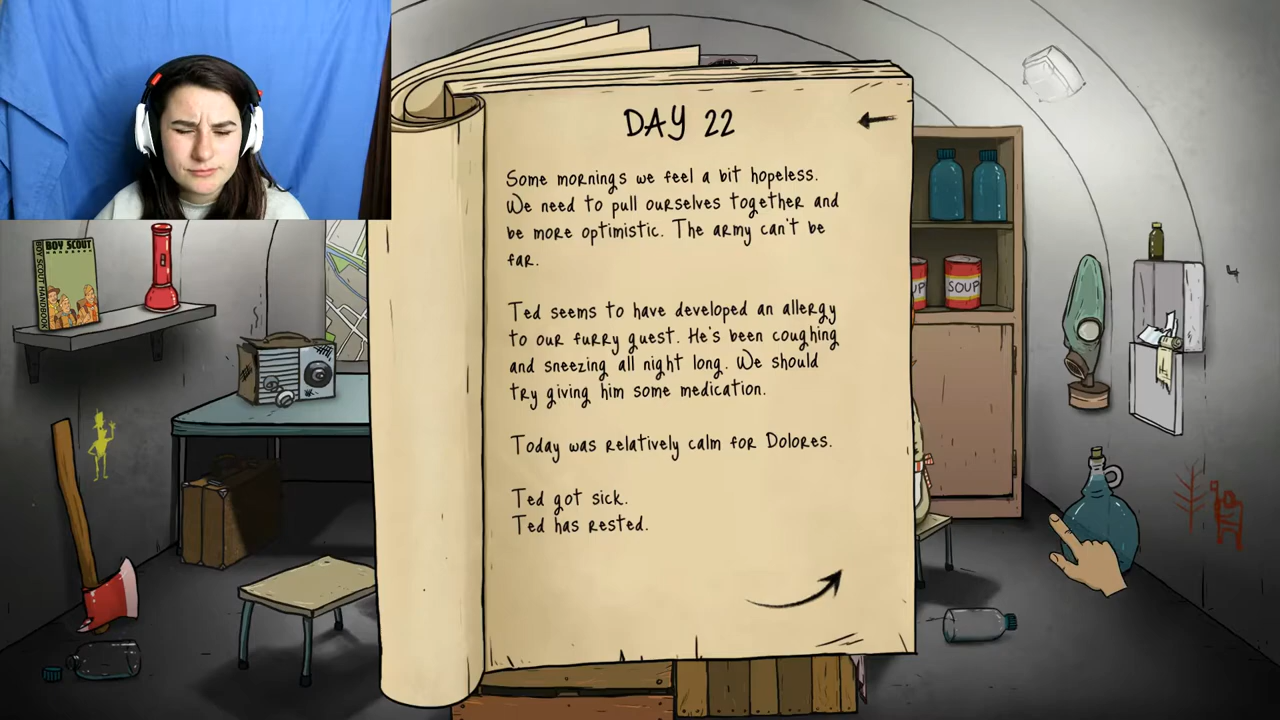 DAY 22
Some mornings we feel a bit hopeless.
We need to pull ourselves together and
be more optimistic. The army can't be
far.
Ted seems to have developed an allergy
to our furry guest. He's been coughing
and sneezing all night long. We should
try giving him some medication.
Today was relatively calm for Dolores.
Ted got sick.
Ted has rested.
BOY SCOUT
BOY SCOUT HANDBOOK
UP
SOUP